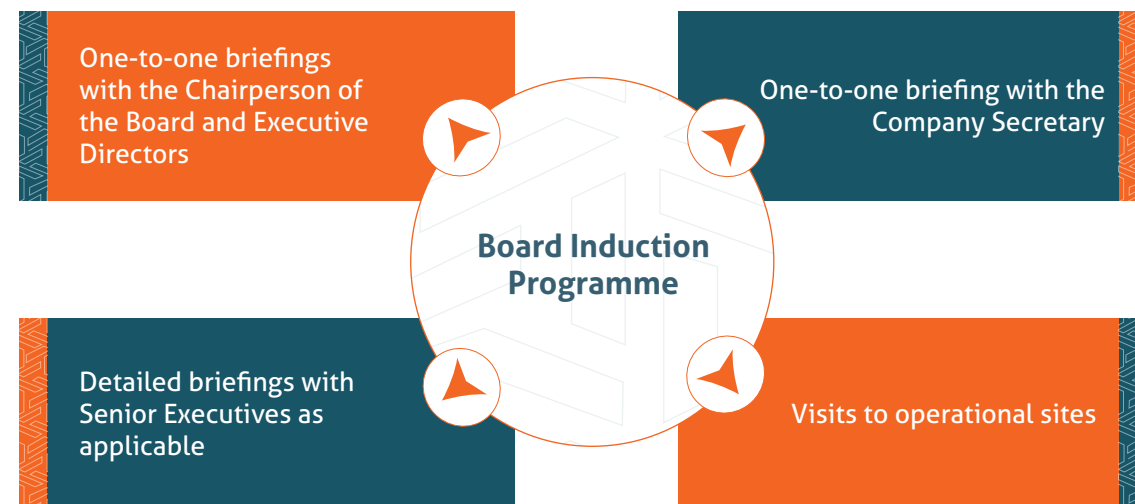 One-to-one briefings
with the Chairperson of
the Board and Executive
Directors
One-to-one briefing with the
Company Secretary
Board Induction
Programme
Detailed briefings with
Senior Executives as
applicable
Visits to operational sites